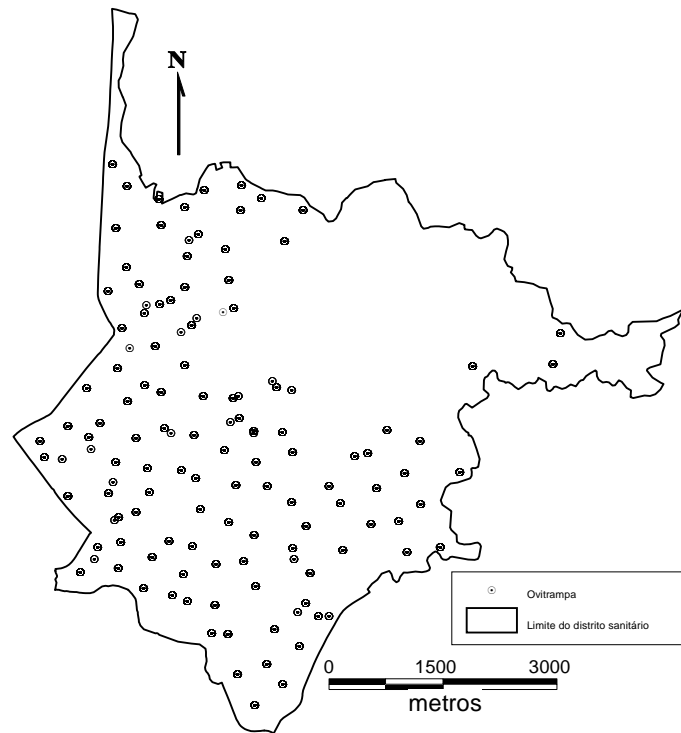 N
Ovitrampa
Limite do distrito sanitário
0 1500 3000
metros